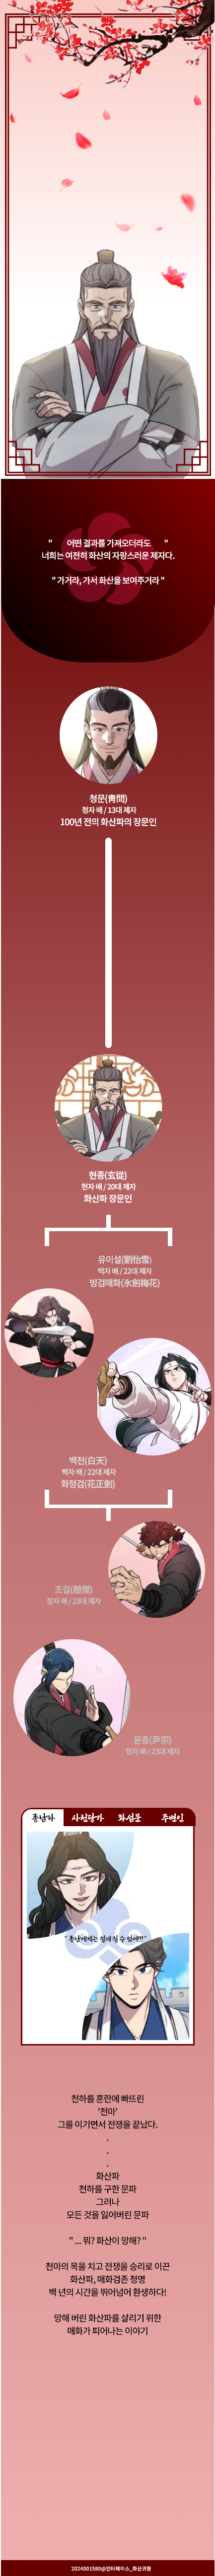 " 어떤 결과를 가져오더라도 "
너희는 여전히 화산의 자랑스러운 제자다.
" 가거라, 가서 화산을 보여주거라 "
청문(靑問)
청자 배 / 13대 제자
100년 전의 화산파의 장문인
현종(玄從)
현자 배 / 20대 제자
화산파 장문인
유이설(劉怡雪)
백자 배 / 22대 제자
빙검매화(氷劍梅花)
백천(白天)
백자 배 / 22대 제자
화정검(花正劍)
조걸(趙傑)
청자 배 / 23대 제자
윤종(尹宗)
청자 배 / 23대 제자
종남파 사천당가 화영문 주변인
" 종남에게는 절대 질 수 없어!!! "
천하를 혼란에 빠뜨린
'천마'
그를 이기면서 전쟁을 끝났다.
.
.
.
화산파
천하를 구한 문파
그러나
모든 것을 잃어버린 문파
" ... 뭐? 화산이 망해? "
천마의 목을 치고 전쟁을 승리로 이끈
화산파, 매화검존 청명
백 년의 시간을 뛰어넘어 환생하다!
망해 버린 화산파를 살리기 위한
매화가 피어나는 이야기
2024001580@인터페이스_화산귀환